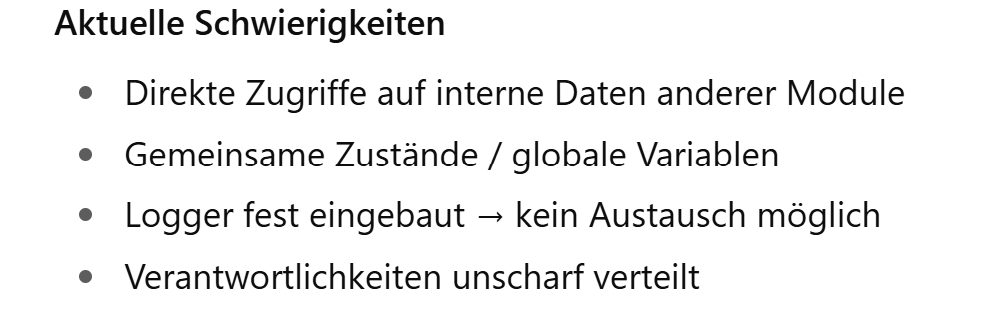 Aktuelle Schwierigkeiten
• Direkte Zugriffe auf interne Daten anderer Module
• Gemeinsame Zustände / globale Variablen
• Logger fest eingebaut → kein Austausch möglich
• Verantwortlichkeiten unscharf verteilt